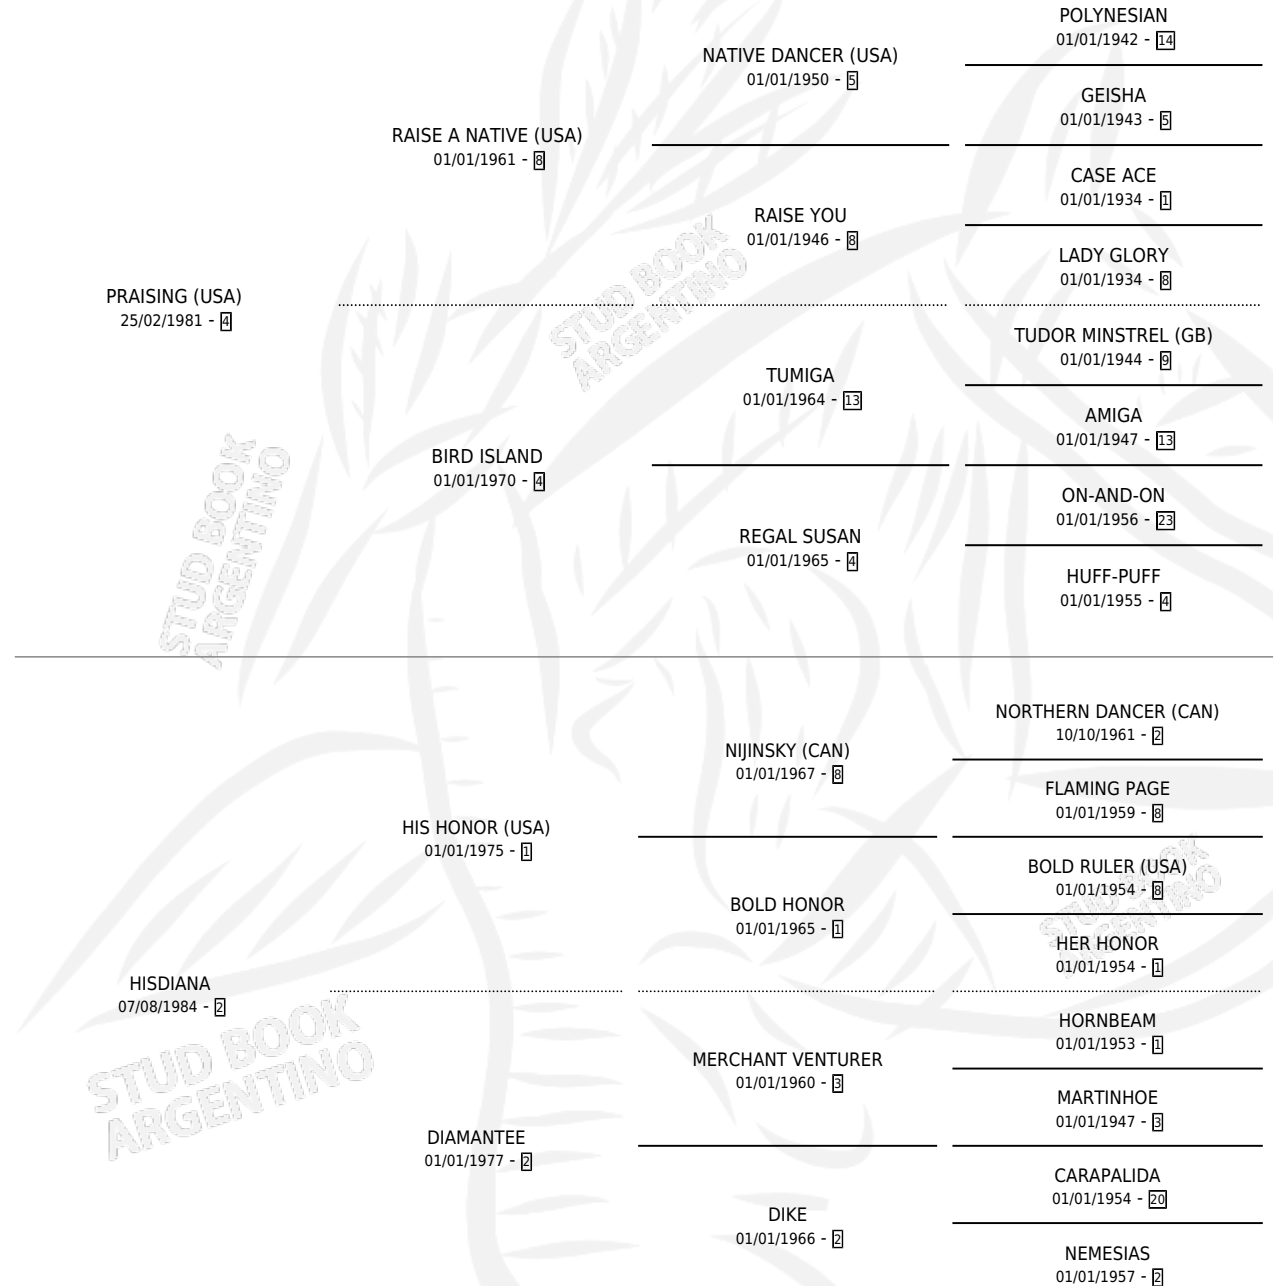 POLYNESIAN
01/01/1942 - 14
NATIVE DANCER (USA)
01/01/1950 - 5
GEISHA
01/01/1943 - 5
RAISE A NATIVE (USA)
01/01/1961 - 8
CASE ACE
01/01/1934 - 1
RAISE YOU
01/01/1946 - 8
LADY GLORY
01/01/1934 - 8
PRAISING (USA)
25/02/1981 - 4
STUD BOOK
ARGENTINO
TUDOR MINSTREL (GB)
01/01/1944 - 9
TUMIGA
01/01/1964 - 13
AMIGA
01/01/1947 - 13
BIRD ISLAND
01/01/1970 - 4
ON-AND-ON
01/01/1956 - 23
REGAL SUSAN
01/01/1965 - 4
HUFF-PUFF
01/01/1955 - 4
STUD BOOK
ARGENTINO
NORTHERN DANCER (CAN)
10/10/1961 - 2
NIJINSKY (CAN)
01/01/1967 - 8
FLAMING PAGE
01/01/1959 - 8
HIS HONOR (USA)
01/01/1975 - 1
BOLD RULER (USA)
01/01/1954 - 8
BOLD HONOR
01/01/1965 - 1
STUD BOOK
ARGENTINO
HER HONOR
01/01/1954 - 1
HISDIANA
07/08/1984 - 2
HORNBEAM
01/01/1953 - 1
STUD BOOK
ARGENTINO
MERCHANT VENTURER
01/01/1960 - 3
MARTINHOE
01/01/1947 - 3
DIAMANTEE
01/01/1977 - 2
CARAPALIDA
01/01/1954 - 20
DIKE
01/01/1966 - 2
NEMESIAS
01/01/1957 - 2